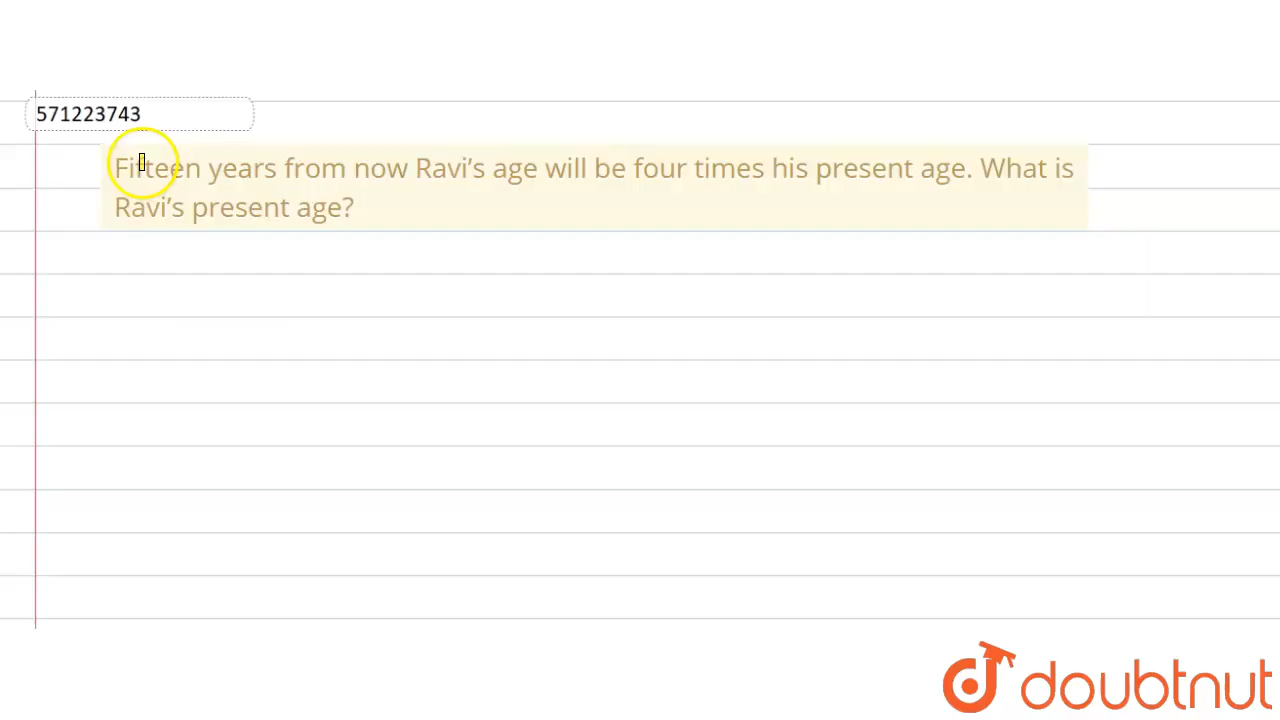 571223743
Fifteen years from now Ravi’s age will be four times his present age. What is
Ravi’s present age?
doubtnut